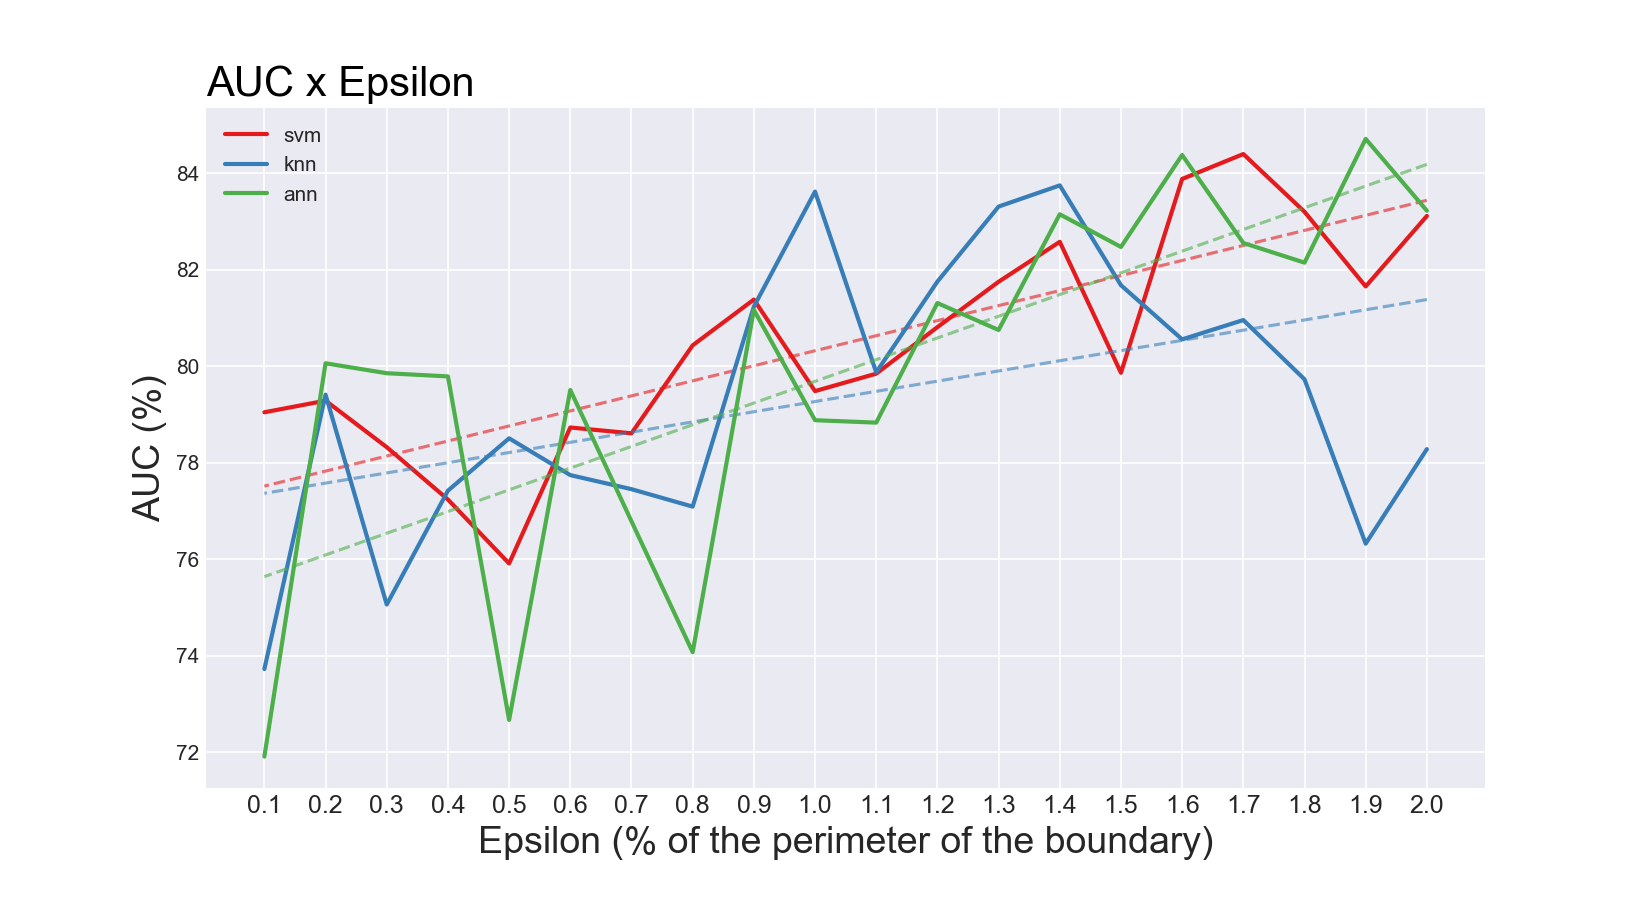 AUC x Epsilon
svm
knn
ann
84
82
80
78
76
74
72
AUC (%)
0.1 0.2 0.3 0.4 0.5 0.6 0.7 0.8 0.9 1.0 1.1 1.2 1.3 1.4 1.5 1.6 1.7 1.8 1.9 2.0
Epsilon (% of the perimeter of the boundary)